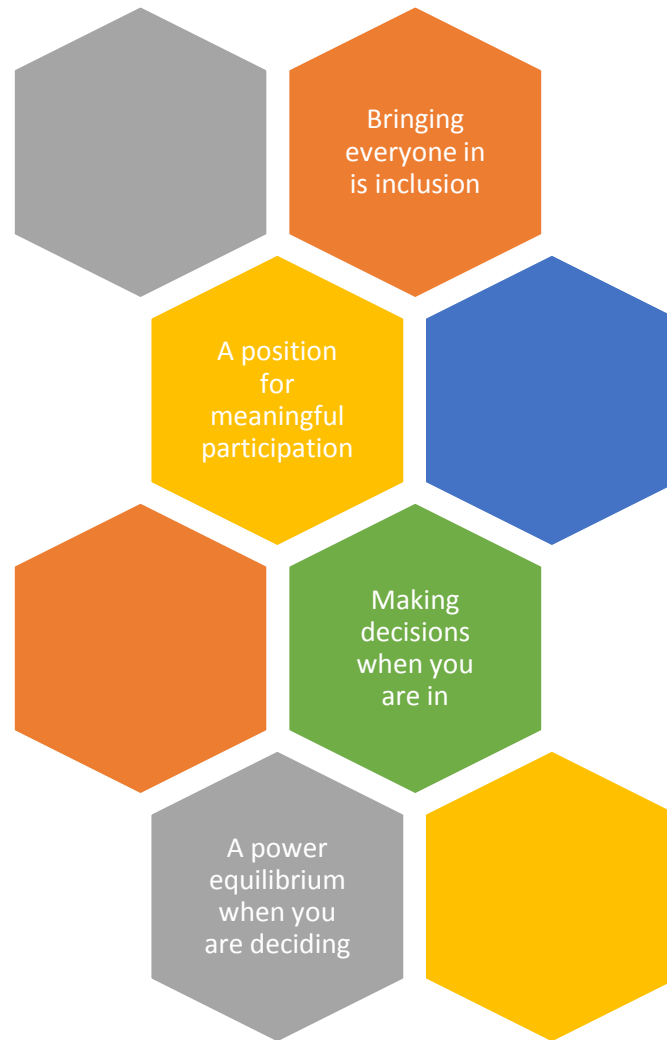 Bringing
everyone in
is inclusion
A position
for
meaningful
participation
Making
decisions
when you
are in
A power
equilibrium
when you
are deciding